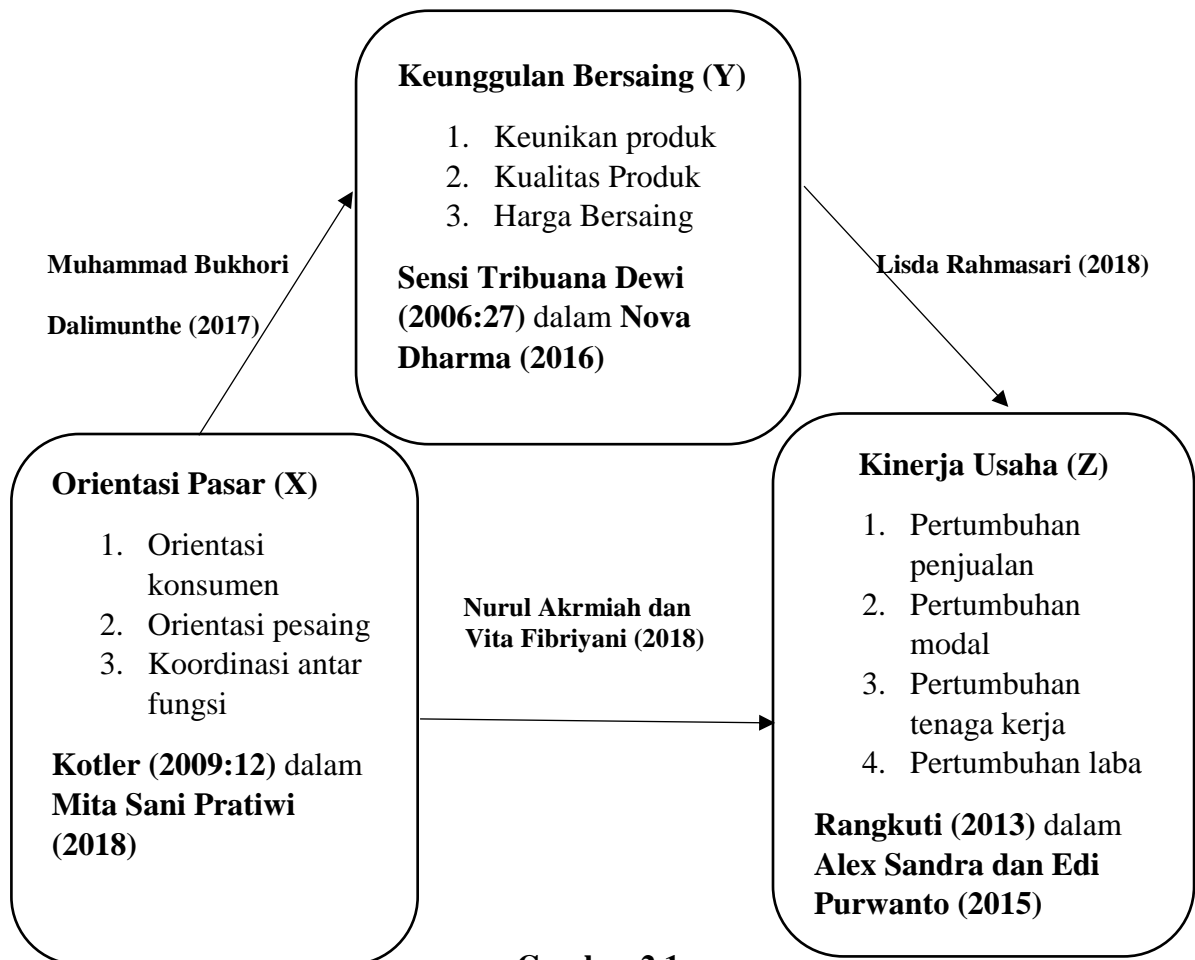 Keunggulan Bersaing (Y)
1. Keunikan produk
2. Kualitas Produk
3. Harga Bersaing
Sensi Tribuana Dewi
(2006:27) dalam Nova
Dharma (2016)
Muhammad Bukhori
Dalimunthe (2017)
Lisda Rahmasari (2018)
Orientasi Pasar (X)
1. Orientasi
konsumen
2. Orientasi pesaing
3. Koordinasi antar
fungsi
Kotler (2009:12) dalam
Mita Sani Pratiwi
(2018)
Nurul Akrmiah dan
Vita Fibriyani (2018)
Kinerja Usaha (Z)
1. Pertumbuhan
penjualan
2. Pertumbuhan
modal
3. Pertumbuhan
tenaga kerja
4. Pertumbuhan laba
Rangkuti (2013) dalam
Alex Sandra dan Edi
Purwanto (2015)